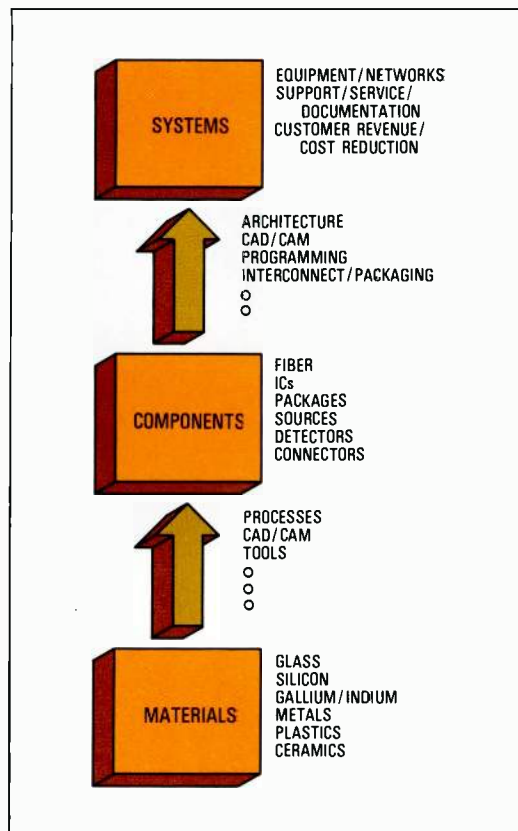 SYSTEMS
EQUIPMENT/NETWORKS
SUPPORT/SERVICE/
DOCUMENTATION
CUSTOMER REVENUE/
COST REDUCTION
ARCHITECTURE
CAD/CAM
PROGRAMMING
INTERCONNECT/PACKAGING
COMPONENTS
FIBER
ICs
PACKAGES
SOURCES
DETECTORS
CONNECTORS
PROCESSES
CAD/CAM
TOOLS
MATERIALS
GLASS
SILICON
GALLIUM/INDIUM
METALS
PLASTICS
CERAMICS